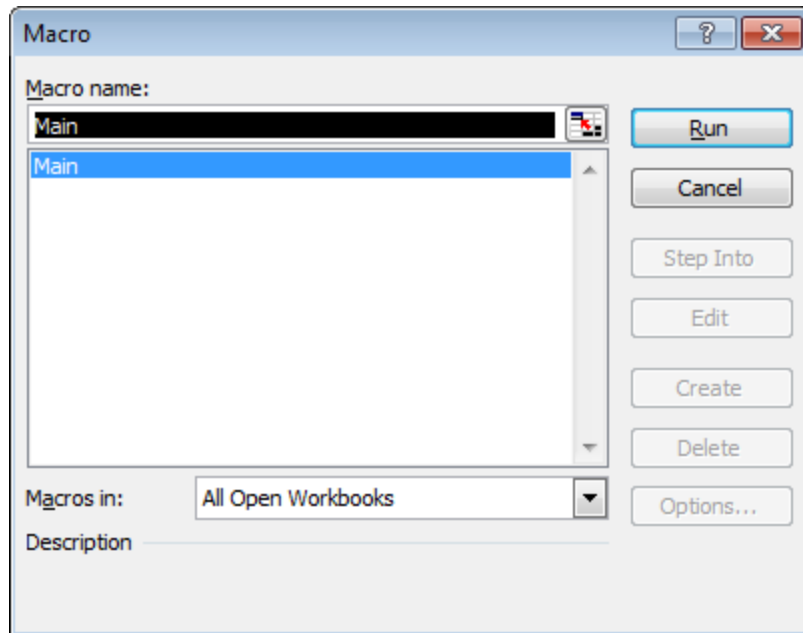 Macro
Macro name:
Main
Main
Run
Cancel
Step Into
Edit
Create
Delete
Macros in:
All Open Workbooks
Options...
Description